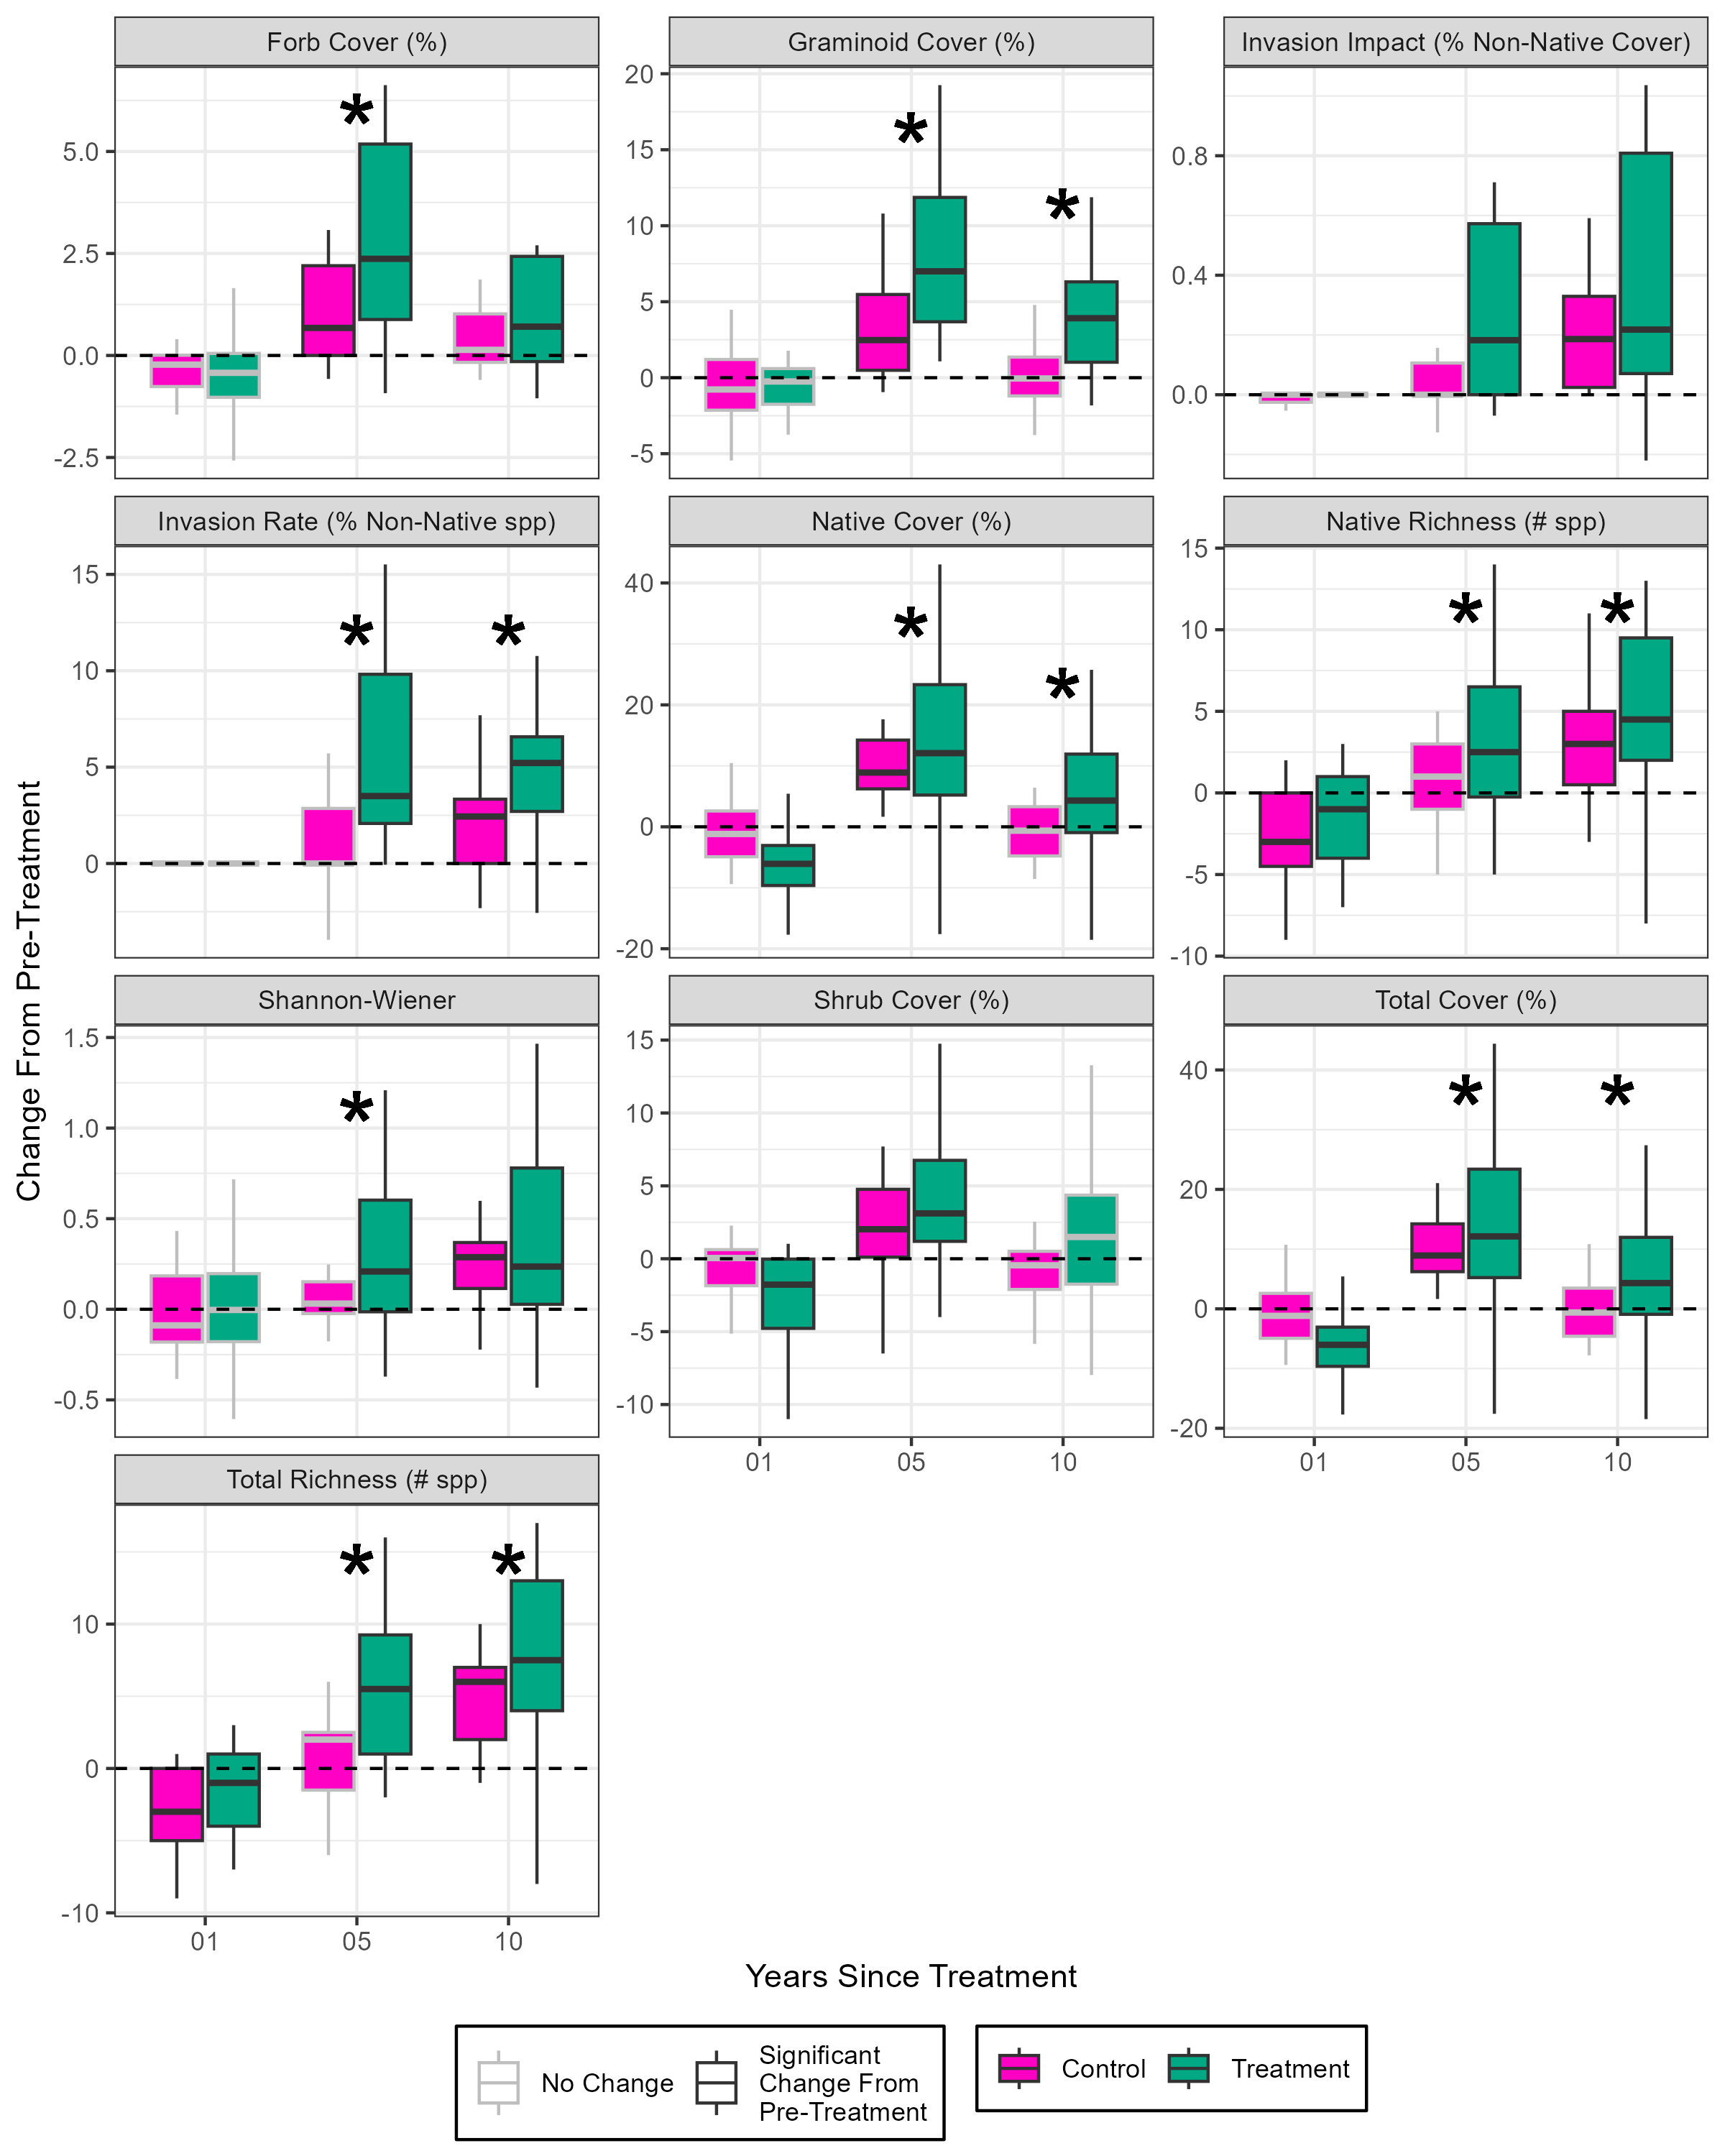 Forb Cover (%)
Graminoid Cover (%)
Invasion Impact (% Non-Native Cover)
5.0
2.5
0.0
-2.5
20
15
10
5
0
-5
0.8
0.4
0.0
*
*
*
Invasion Rate (% Non-Native spp)
Native Cover (%)
Native Richness (# spp)
15
10
5
0
40
20
0
-20
15
10
5
0
-5
-10
*
*
*
*
*
*
Change From Pre-Treatment
Shannon-Wiener
Shrub Cover (%)
Total Cover (%)
1.5
1.0
0.5
0.0
-0.5
15
10
5
0
-5
-10
40
20
0
-20
*
*
*
01 05 10
01 05 10
Total Richness (# spp)
10
0
-10
*
*
01 05 10
Years Since Treatment
No Change
Significant
Change From
Pre-Treatment
Control
Treatment